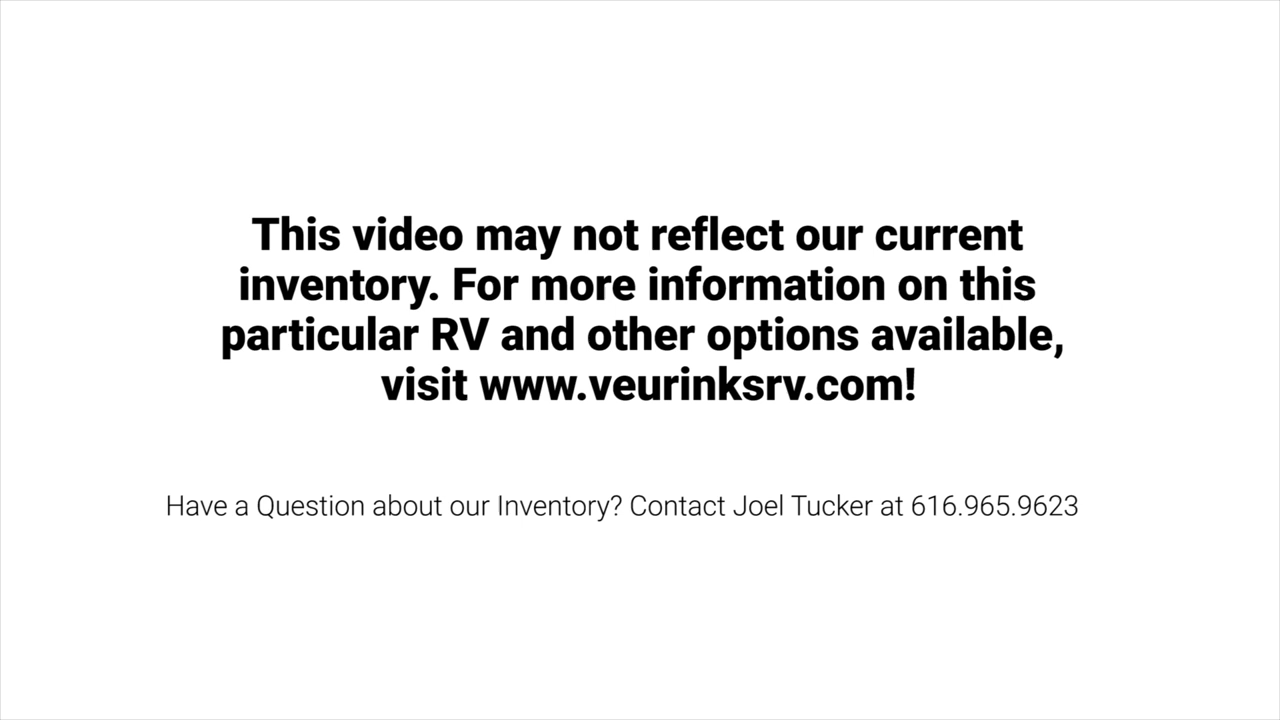 This video may not reflect our current
inventory. For more information on this
particular RV and other options available,
visit www.veurinksrv.com!
Have a Question about our Inventory? Contact Joel Tucker at 616.965.9623